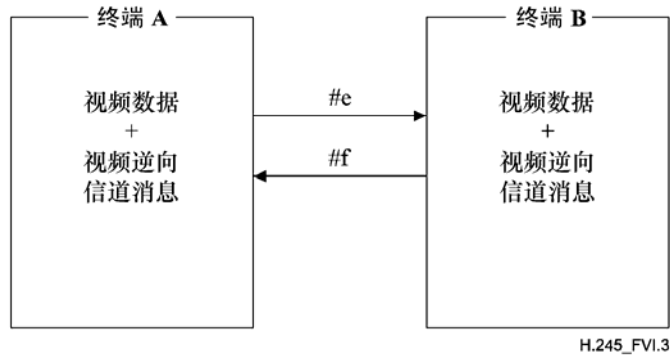 终端 A
终端 B
视频数据
+
视频逆向
信道消息
#e
#f
视频数据
+
视频逆向
信道消息
H.245_FVI.3